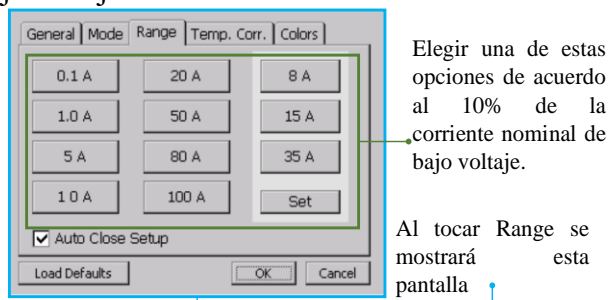 General Mode Range Temp. Corr. Colors
0.1 A 20 A 8 A
1.0 A 50 A 15 A
5 A 80 A 35 A
1 0 A 100 A Set
Auto Close Setup
Load Defaults OK Cancel
Elegir una de estas
opciones de acuerdo
al 10% de la
corriente nominal de
bajo voltaje.
Al tocar Range se
mostrará esta
pantalla